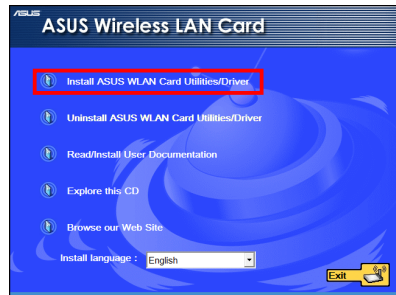 ASUS
ASUS Wireless LAN Card
Install ASUS WLAN Card Utilities/Driver
Uninstall ASUS WLAN Card Utilities/Driver
Read/Install User Documentation
Explore this CD
Browse our Web Site
Install language : English
Exit